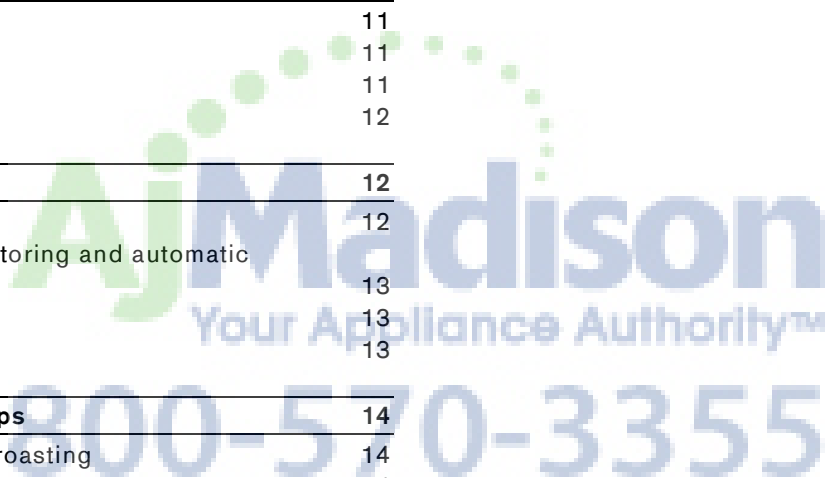 11
11
11
12
12
12
toring and automatic
13
13
13
ps 14
roasting 14
AjMadison
Your Appliance Authority™
800-570-3355